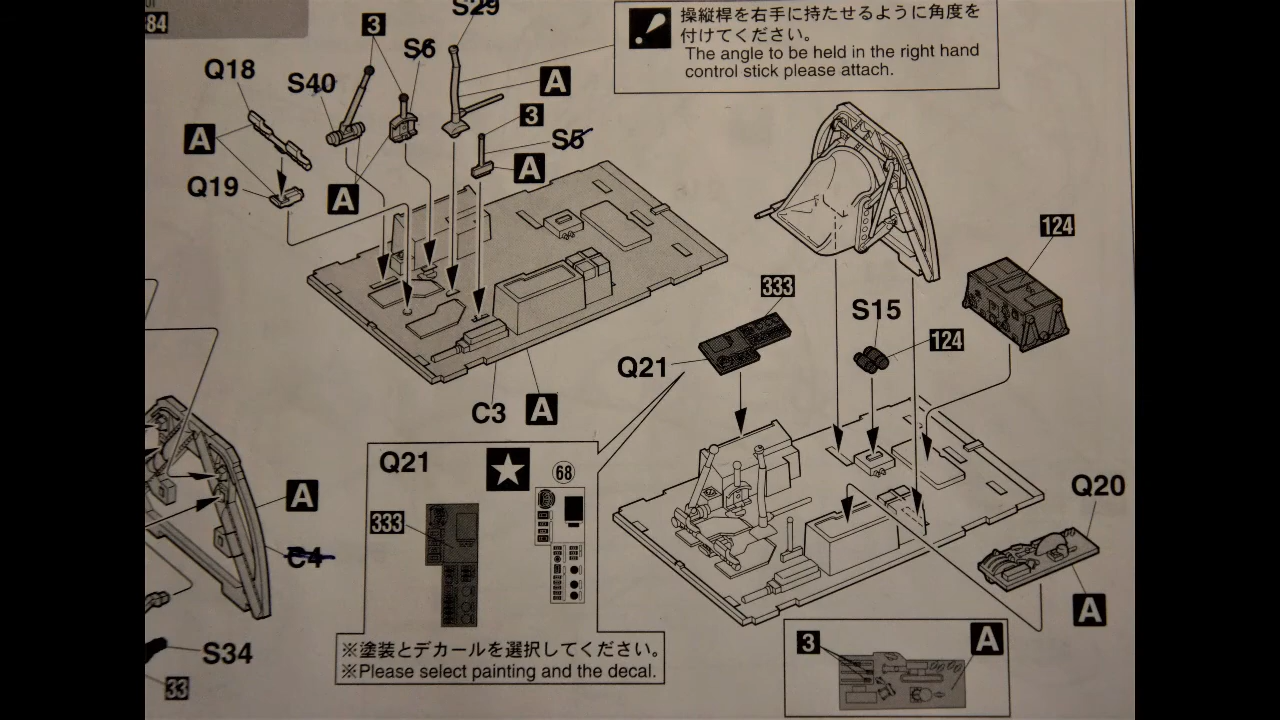 84
操縦桿を右手に持たせるように角度を
付けてください。
The angle to be held in the right hand
control stick please attach.
S29
3
S6
Q18
S40
A
A
3
S5
A
A
Q19
A
124
333
S15
124
Q21
C3
A
Q21
68
333
Q20
A
C4
A
※塗装とデカールを選択してください。
※Please select painting and the decal.
S34
33
3
A